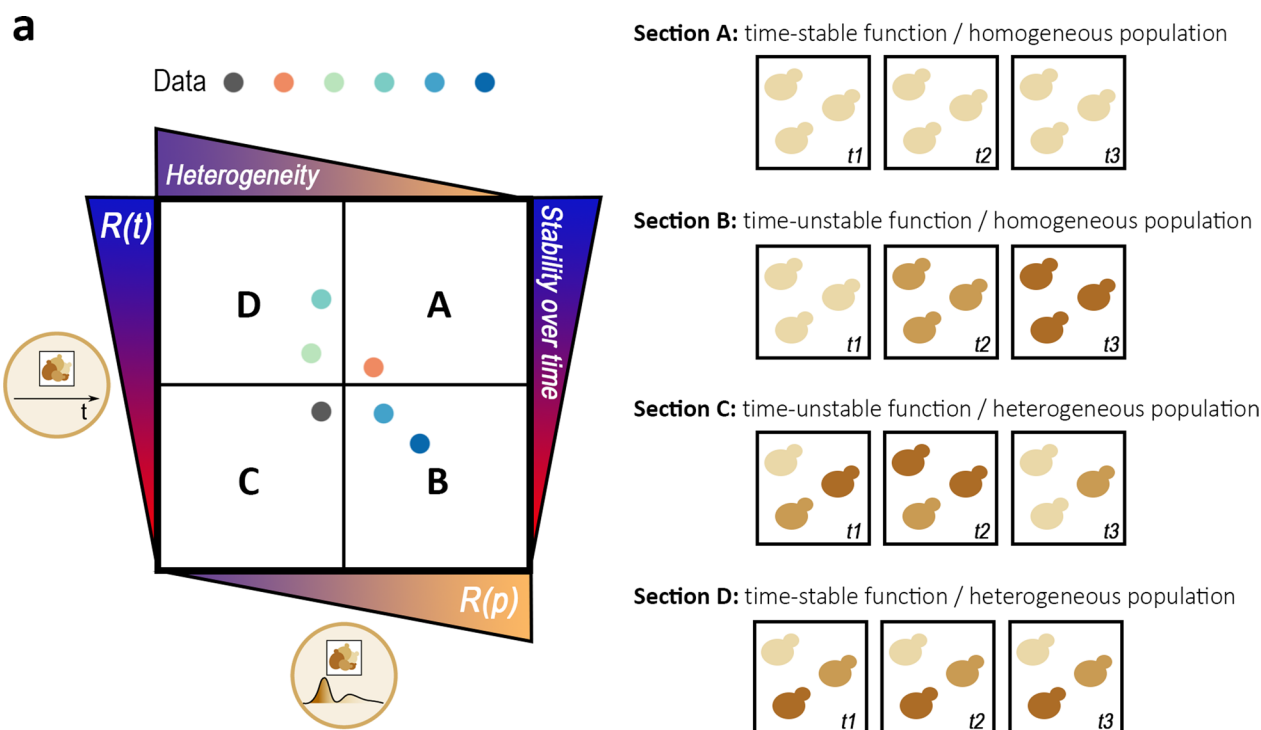 a
Data
Heterogeneity
R(t)
Stability over time
D
A
C
B
t
R(p)
Section A: time-stable function / homogeneous population
t1
t2
t3
Section B: time-unstable function / homogeneous population
t1
t2
t3
Section C: time-unstable function / heterogeneous population
t1
t2
t3
Section D: time-stable function / heterogeneous population
t1
t2
t3